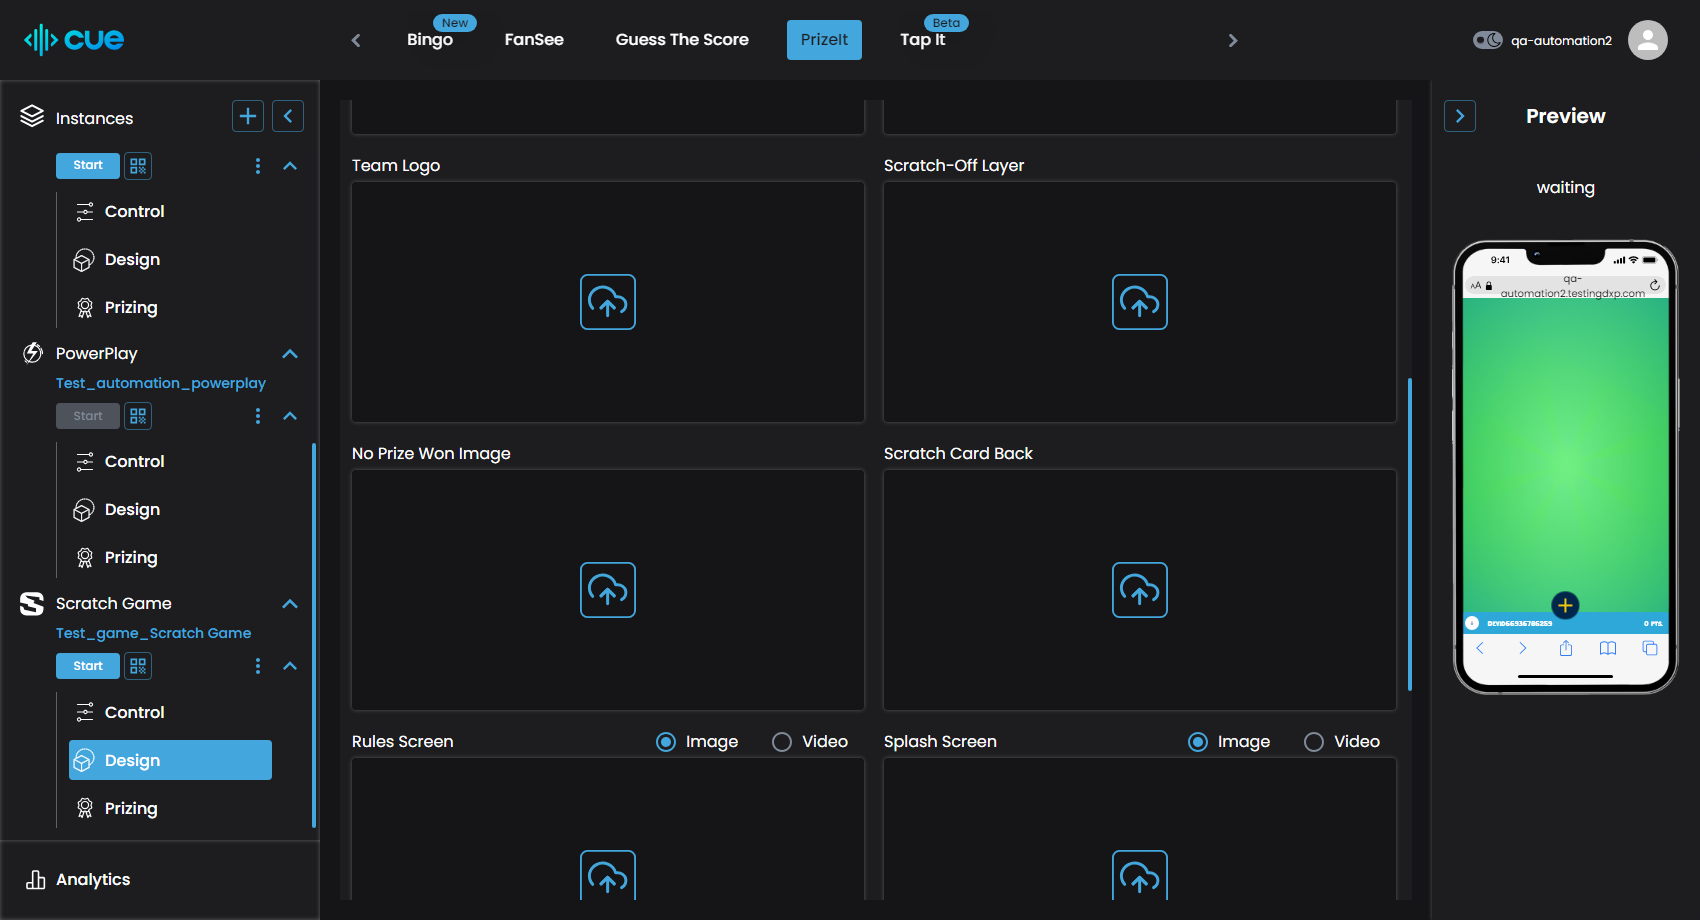 cue
New
Bingo
FanSee
Guess The Score
PrizeIt
Beta
Tap It
qa-automation2
Instances
Start
Control
Design
Prizing
PowerPlay
Test_automation_powerplay
Start
Control
Design
Prizing
Scratch Game
Test_game_Scratch Game
Start
Control
Design
Prizing
Analytics
Team Logo
Scratch-Off Layer
No Prize Won Image
Scratch Card Back
Rules Screen
Image
Video
Splash Screen
Image
Video
Preview
waiting
9:41
AA
qa-
automation2.testingdxp.com
0 PTS.